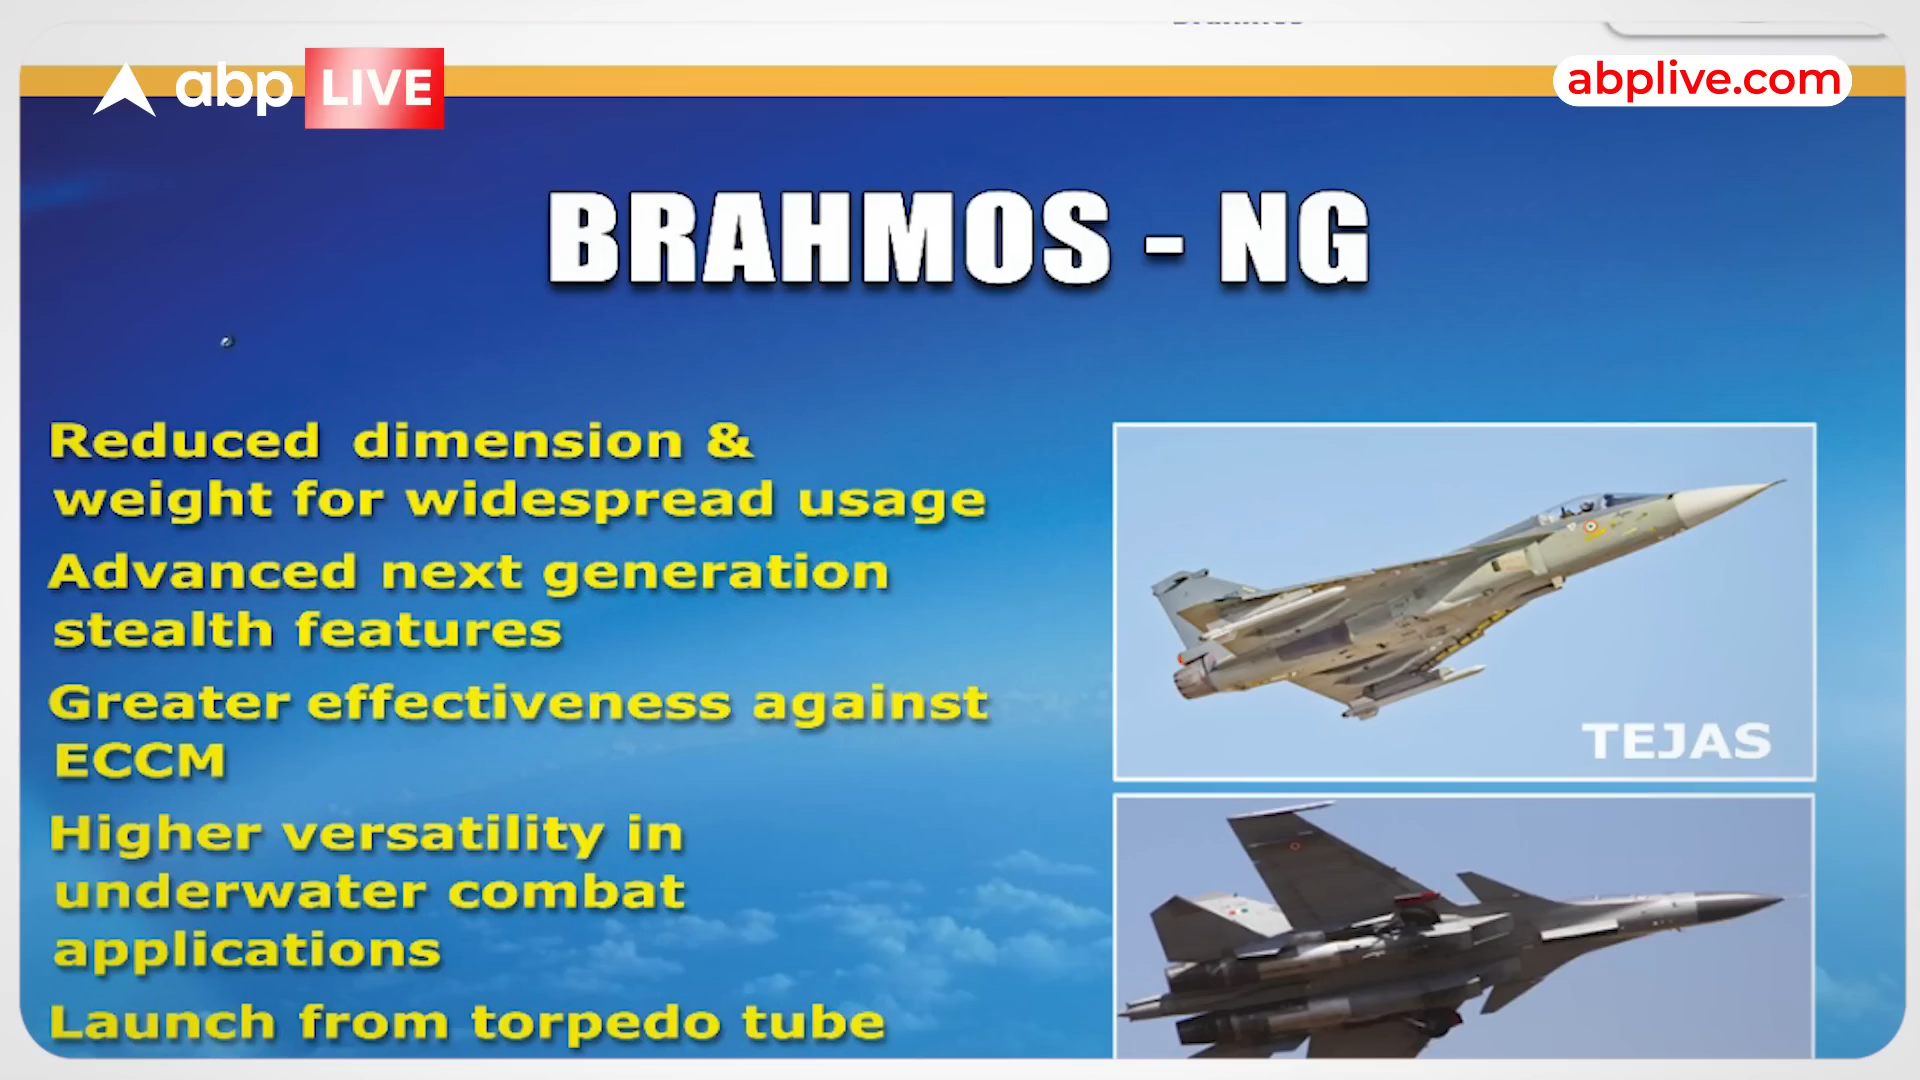 abp LIVE
abplive.com
BRAHMOS - NG
Reduced dimension &
weight for widespread usage
Advanced next generation
stealth features
Greater effectiveness against
ECCM
Higher versatility in
underwater combat
applications
Launch from torpedo tube
TEJAS